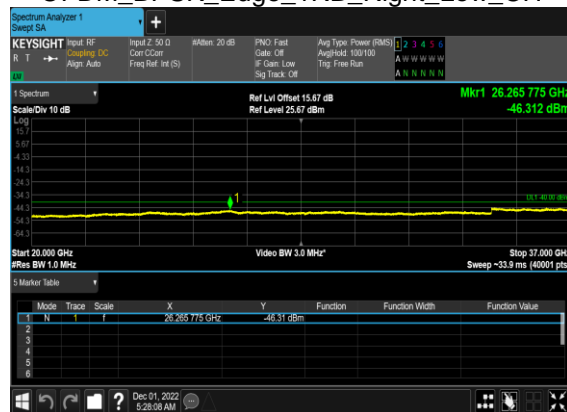 Spectrum Analyzer 1
Swept SA
+
KEYSIGHT Input: RF Input Z: 50 Ω #Atten: 20 dB PNO: Fast Avg Type: Power (RMS) 1 2 3 4 5 6
R T Coupling: DC Corr CCorr Gate: Off Avg|Hold: 100/100 A W W W W W
Align: Auto Freq Ref: Int (S) IF Gain: Low Trig: Free Run
Sig Track: Off A N N N N N
LW
1 Spectrum Ref Lvl Offset 15.67 dB Mkr1 26.265 775 GHz
Scale/Div 10 dB Ref Level 25.67 dBm -46.312 dBm
Log
15.7
5.67
-4.33
-14.3
-24.3
-34.3
1
DL1 -40.00 dBm
-44.3
-54.3
-64.3
Start 20.000 GHz Video BW 3.0 MHz* Stop 37.000 GHz
#Res BW 1.0 MHz Sweep ~33.9 ms (40001 pts)
5 Marker Table
Mode Trace Scale X Y Function Function Width Function Value
1 N 1 f 26.265 775 GHz -46.31 dBm
2
3
4
5
6
? Dec 01, 2022
5:28:08 AM